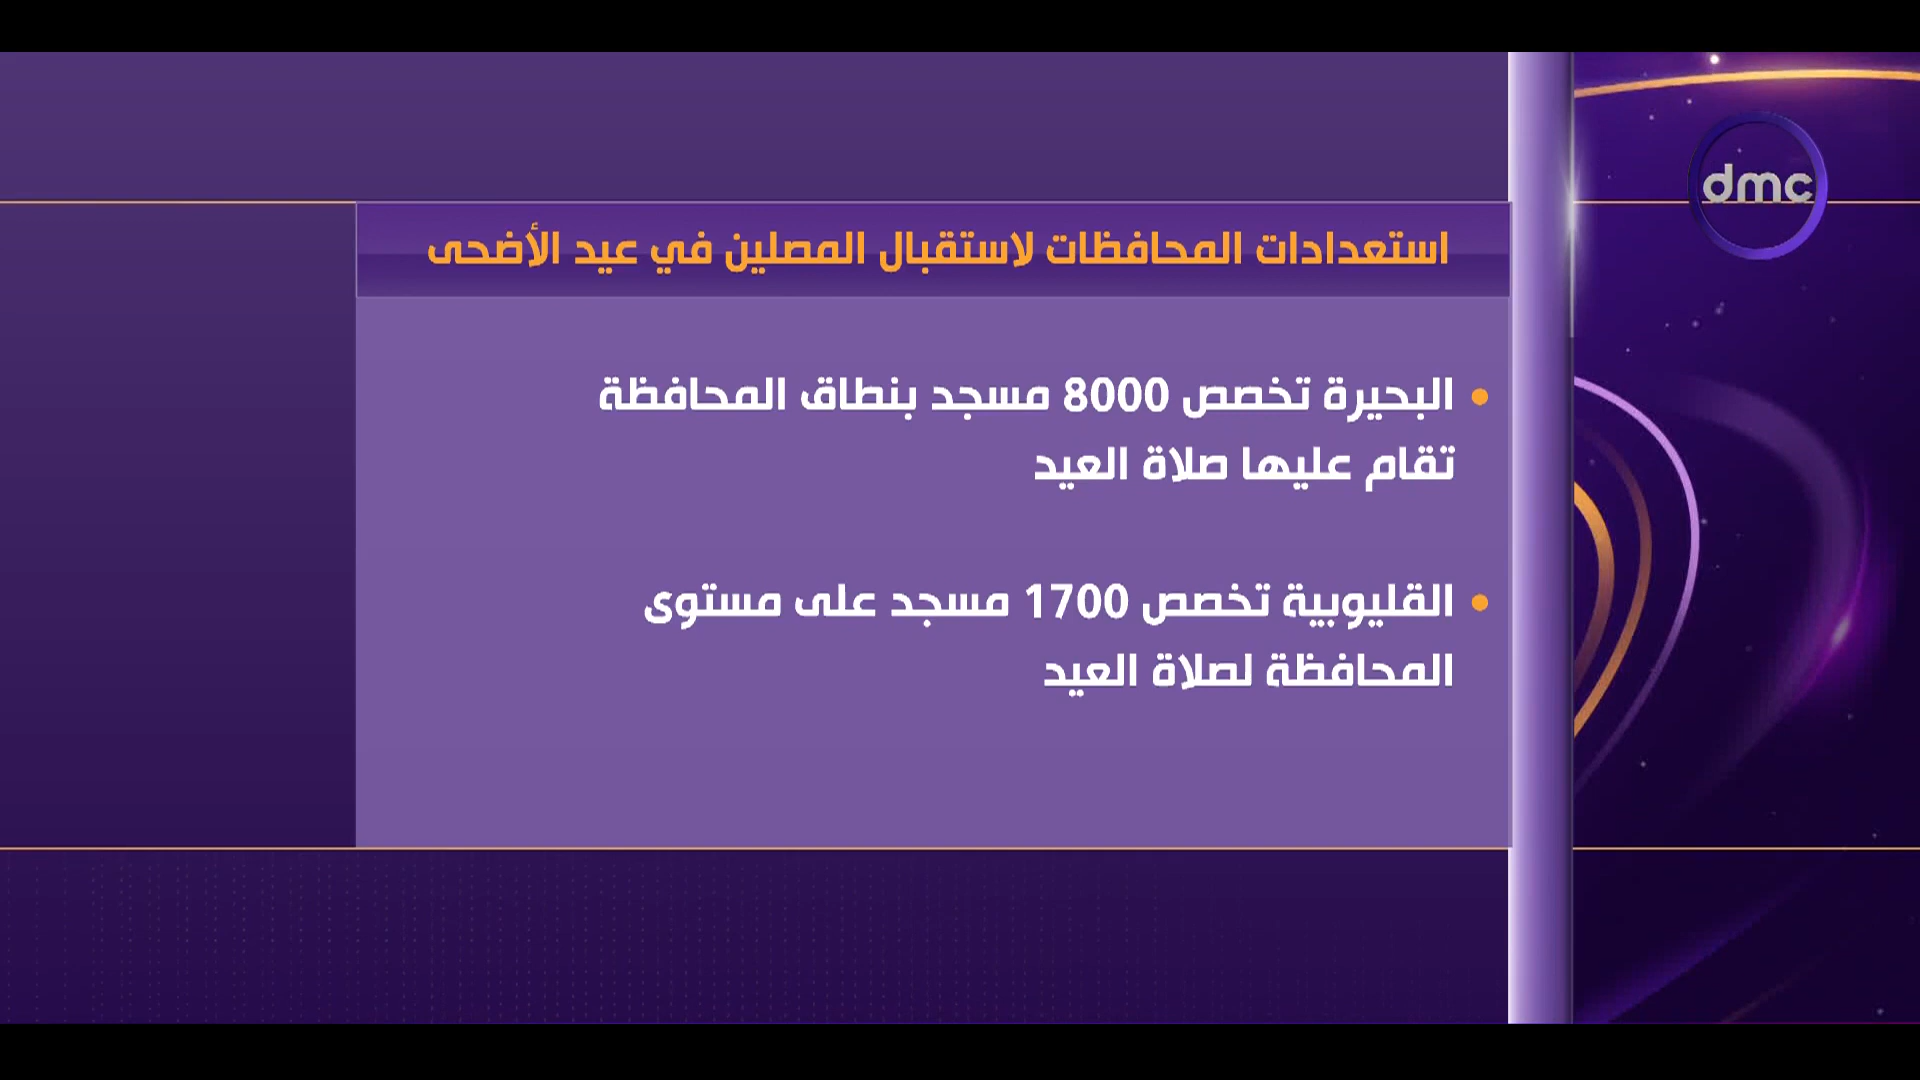 dmc
استعدادات المحافظات لاستقبال المصلين في عيد الأضحى
• البحيرة تخصص 8000 مسجد بنطاق المحافظة
تقام عليها صلاة العيد
• القليوبية تخصص 1700 مسجد على مستوى
المحافظة لصلاة العيد